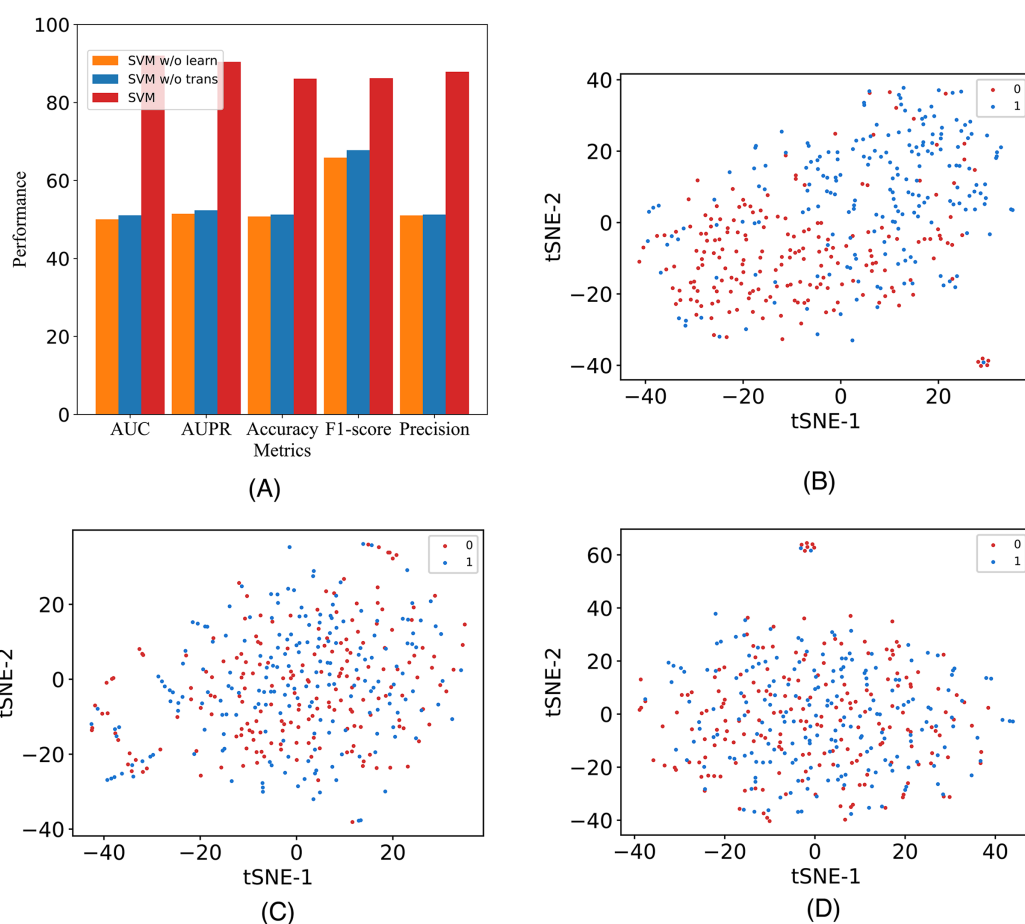 100
80
60
40
20
0
Performance
SVM w/o learn
SVM w/o trans
SVM
AUC AUPR Accuracy F1-score Precision
Metrics
(A)
40
20
0
−20
−40
tSNE-2
0
1
−40 −20 0 20
tSNE-1
(B)
20
0
−20
−40
tSNE-2
0
1
−40 −20 0 20
tSNE-1
(C)
60
40
20
0
−20
−40
tSNE-2
0
1
−40 −20 0 20 40
tSNE-1
(D)